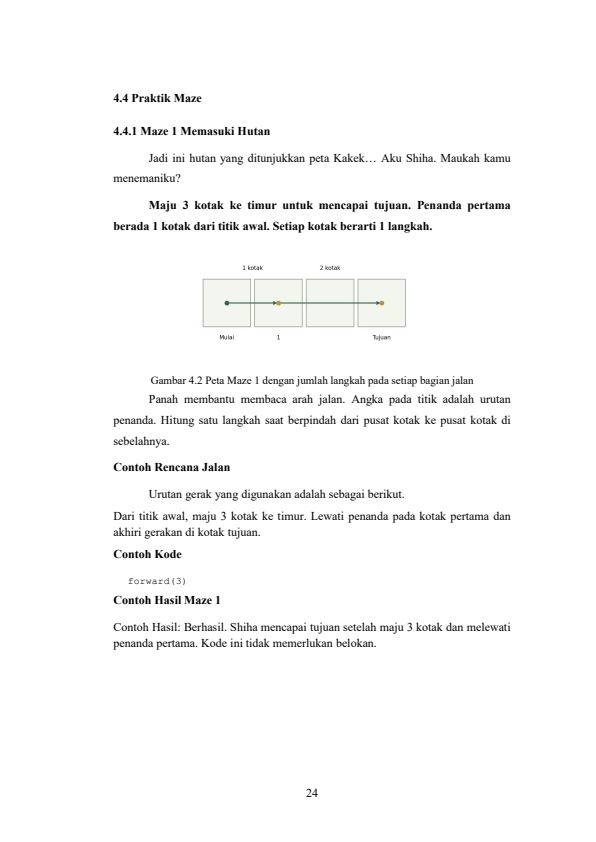 4.4 Praktik Maze
4.4.1 Maze 1 Memasuki Hutan
Jadi ini hutan yang ditunjukkan peta Kakek… Aku Shiha. Maukah kamu
menemaniku?
Maju 3 kotak ke timur untuk mencapai tujuan. Penanda pertama
berada 1 kotak dari titik awal. Setiap kotak berarti 1 langkah.
1 kotak 2 kotak
Mulai 1 Tujuan
Gambar 4.2 Peta Maze 1 dengan jumlah langkah pada setiap bagian jalan
Panah membantu membaca arah jalan. Angka pada titik adalah urutan
penanda. Hitung satu langkah saat berpindah dari pusat kotak ke pusat kotak di
sebelahnya.
Contoh Rencana Jalan
Urutan gerak yang digunakan adalah sebagai berikut.
Dari titik awal, maju 3 kotak ke timur. Lewati penanda pada kotak pertama dan
akhiri gerakan di kotak tujuan.
Contoh Kode
forward(3)
Contoh Hasil Maze 1
Contoh Hasil: Berhasil. Shiha mencapai tujuan setelah maju 3 kotak dan melewati
penanda pertama. Kode ini tidak memerlukan belokan.
24